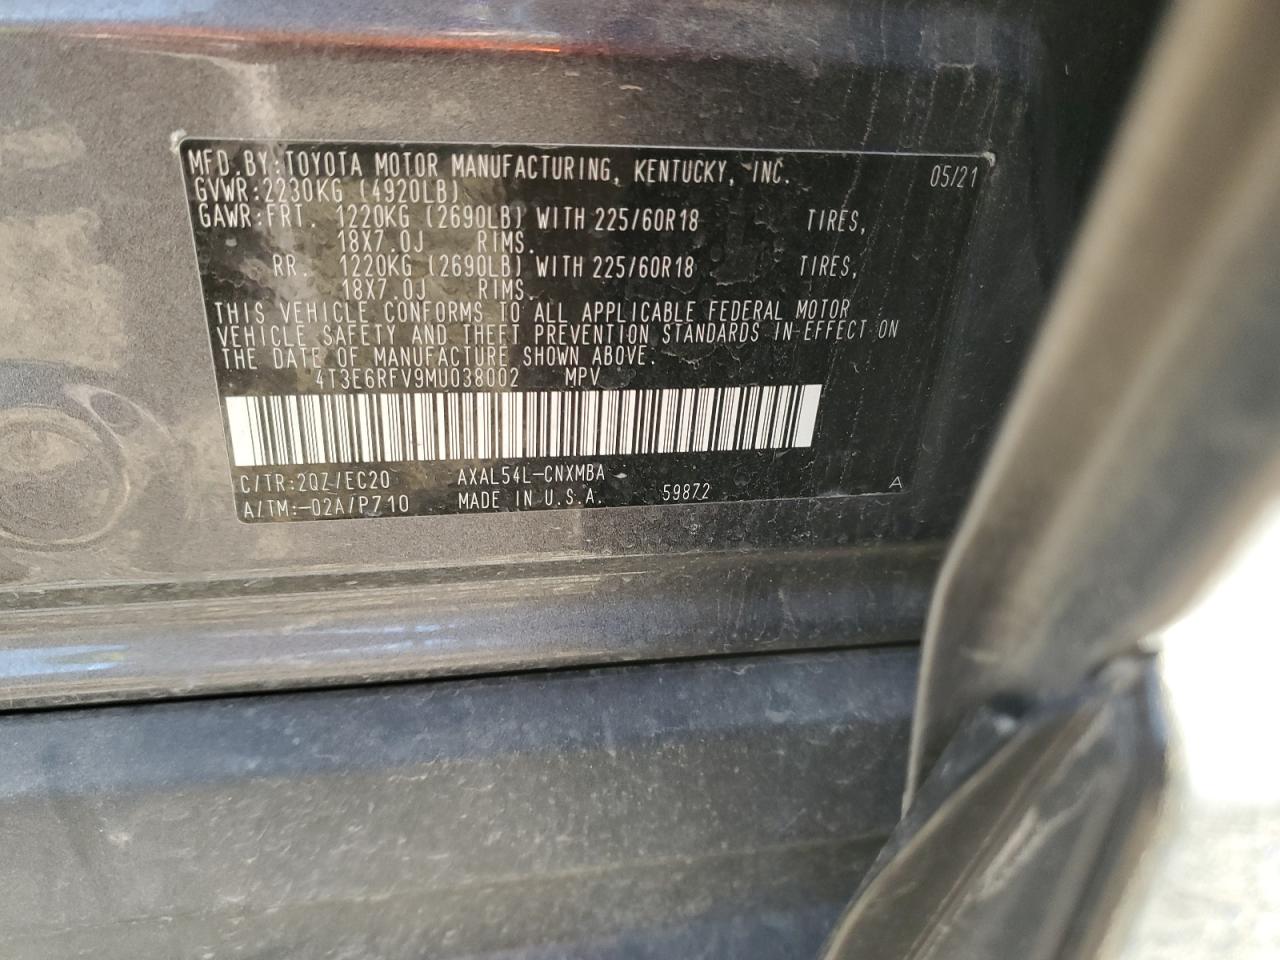 MFD.BY:TOYOTA MOTOR MANUFACTURING, KENTUCKY, INC. 05/21
GVWR:2230KG (4920LB)
GAWR:FRT. 1220KG (2690LB) WITH 225/60R18 TIRES,
18X7.0J RIMS.
RR. 1220KG (2690LB) WITH 225/60R18 TIRES,
18X7.0J RIMS.
THIS VEHICLE CONFORMS TO ALL APPLICABLE FEDERAL MOTOR
VEHICLE SAFETY AND THEFT PREVENTION STANDARDS IN EFFECT ON
THE DATE OF MANUFACTURE SHOWN ABOVE.
4T3E6RFV9MU038002 MPV
C/TR:2QZ/EC20 AXAL54L-CNXMBA
A/TM:-02A/P710 MADE IN U.S.A. 59872 A